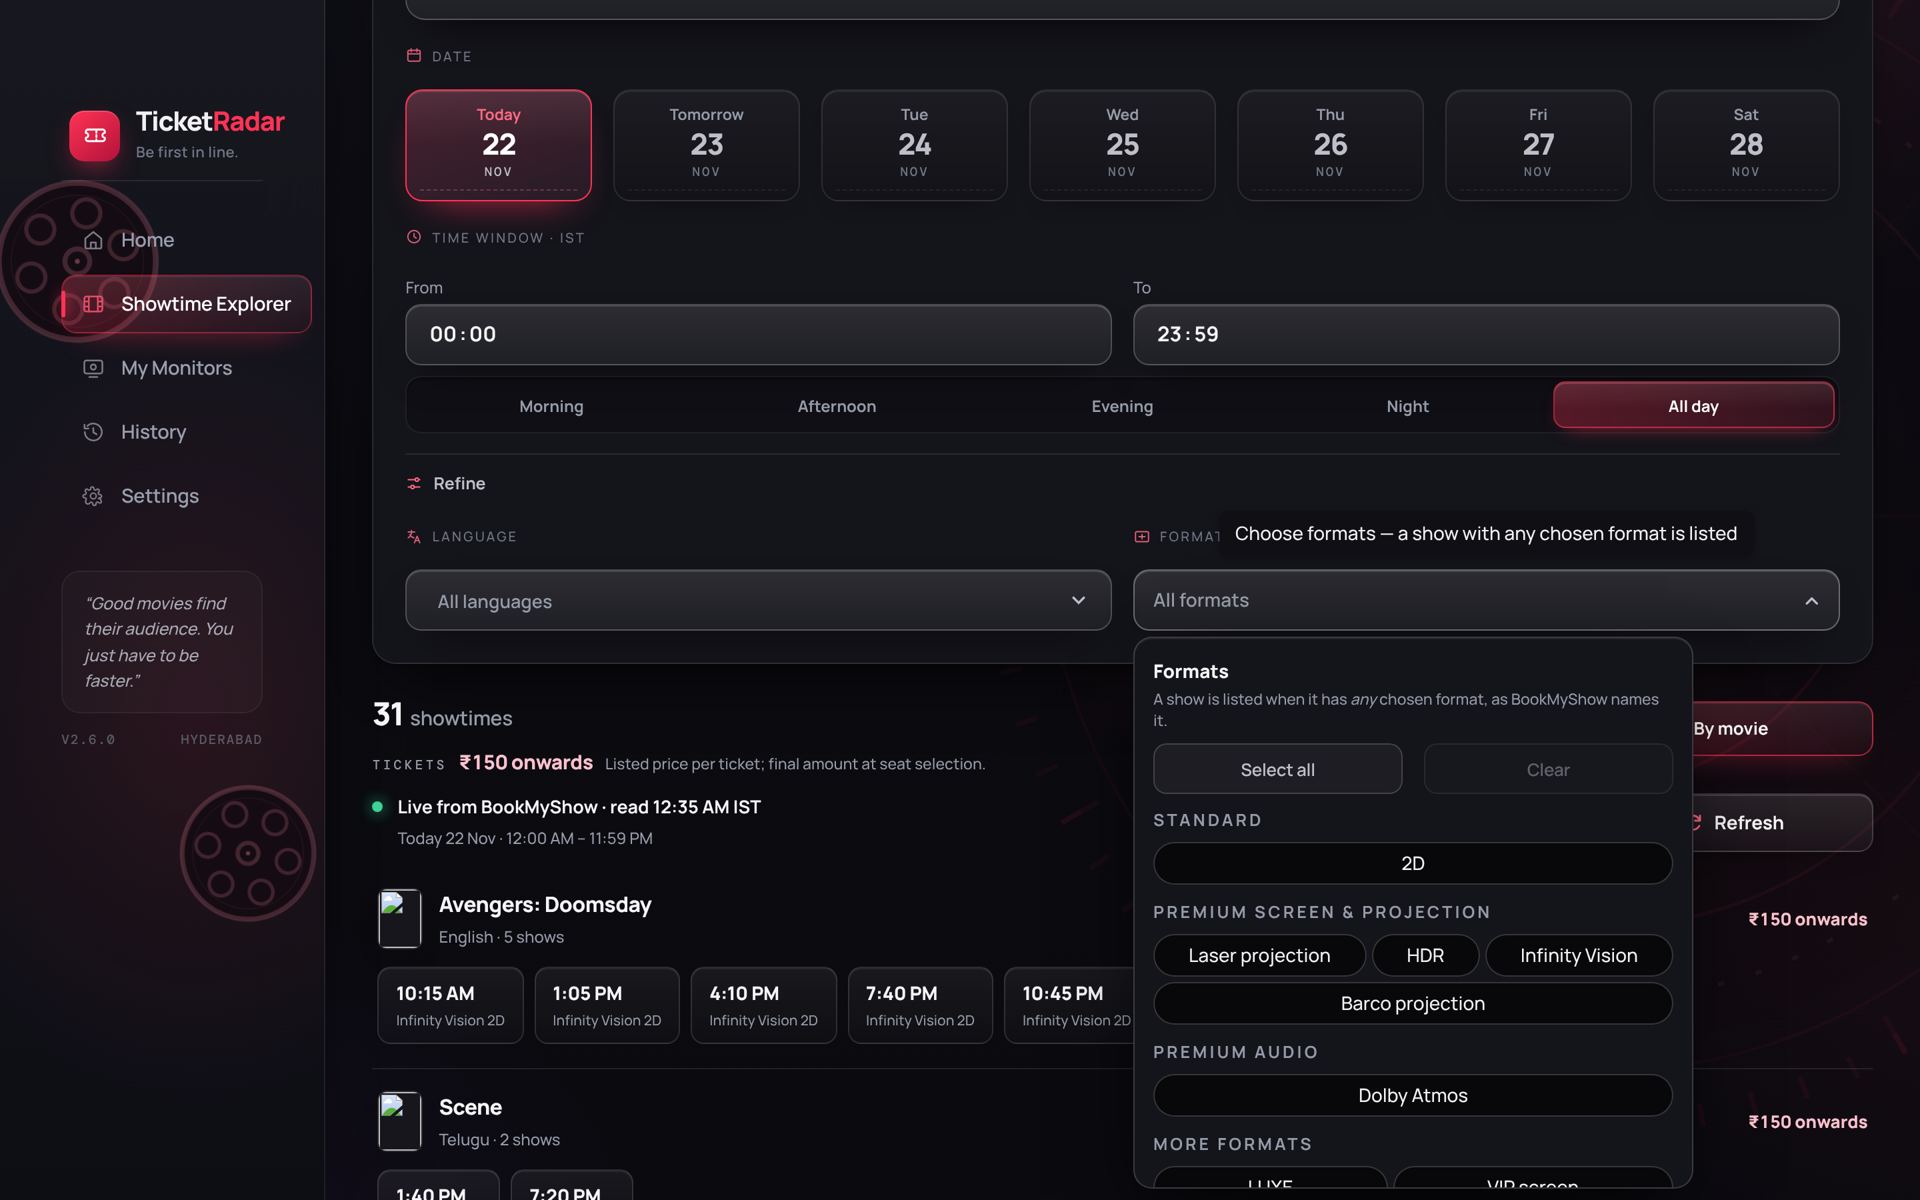 TicketRadar
Be first in line.
Home
Showtime Explorer
My Monitors
History
Settings
“Good movies find
their audience. You
just have to be
faster.”
V2.6.0 HYDERABAD
DATE
Today
22
NOV
Tomorrow
23
NOV
Tue
24
NOV
Wed
25
NOV
Thu
26
NOV
Fri
27
NOV
Sat
28
NOV
TIME WINDOW · IST
From
00:00
To
23:59
Morning Afternoon Evening Night All day
Refine
LANGUAGE
All languages
FORMAT
Choose formats — a show with any chosen format is listed
All formats
Formats
A show is listed when it has any chosen format, as BookMyShow names
it.
Select all Clear
STANDARD
2D
PREMIUM SCREEN & PROJECTION
Laser projection HDR Infinity Vision
Barco projection
PREMIUM AUDIO
Dolby Atmos
MORE FORMATS
LUXE VIP screen
31 showtimes
By movie
TICKETS ₹150 onwards Listed price per ticket; final amount at seat selection.
Live from BookMyShow · read 12:35 AM IST
Today 22 Nov · 12:00 AM – 11:59 PM
Refresh
Avengers: Doomsday
English · 5 shows
₹150 onwards
10:15 AM
Infinity Vision 2D
1:05 PM
Infinity Vision 2D
4:10 PM
Infinity Vision 2D
7:40 PM
Infinity Vision 2D
10:45 PM
Infinity Vision 2D
Scene
Telugu · 2 shows
₹150 onwards
1:40 PM 7:20 PM